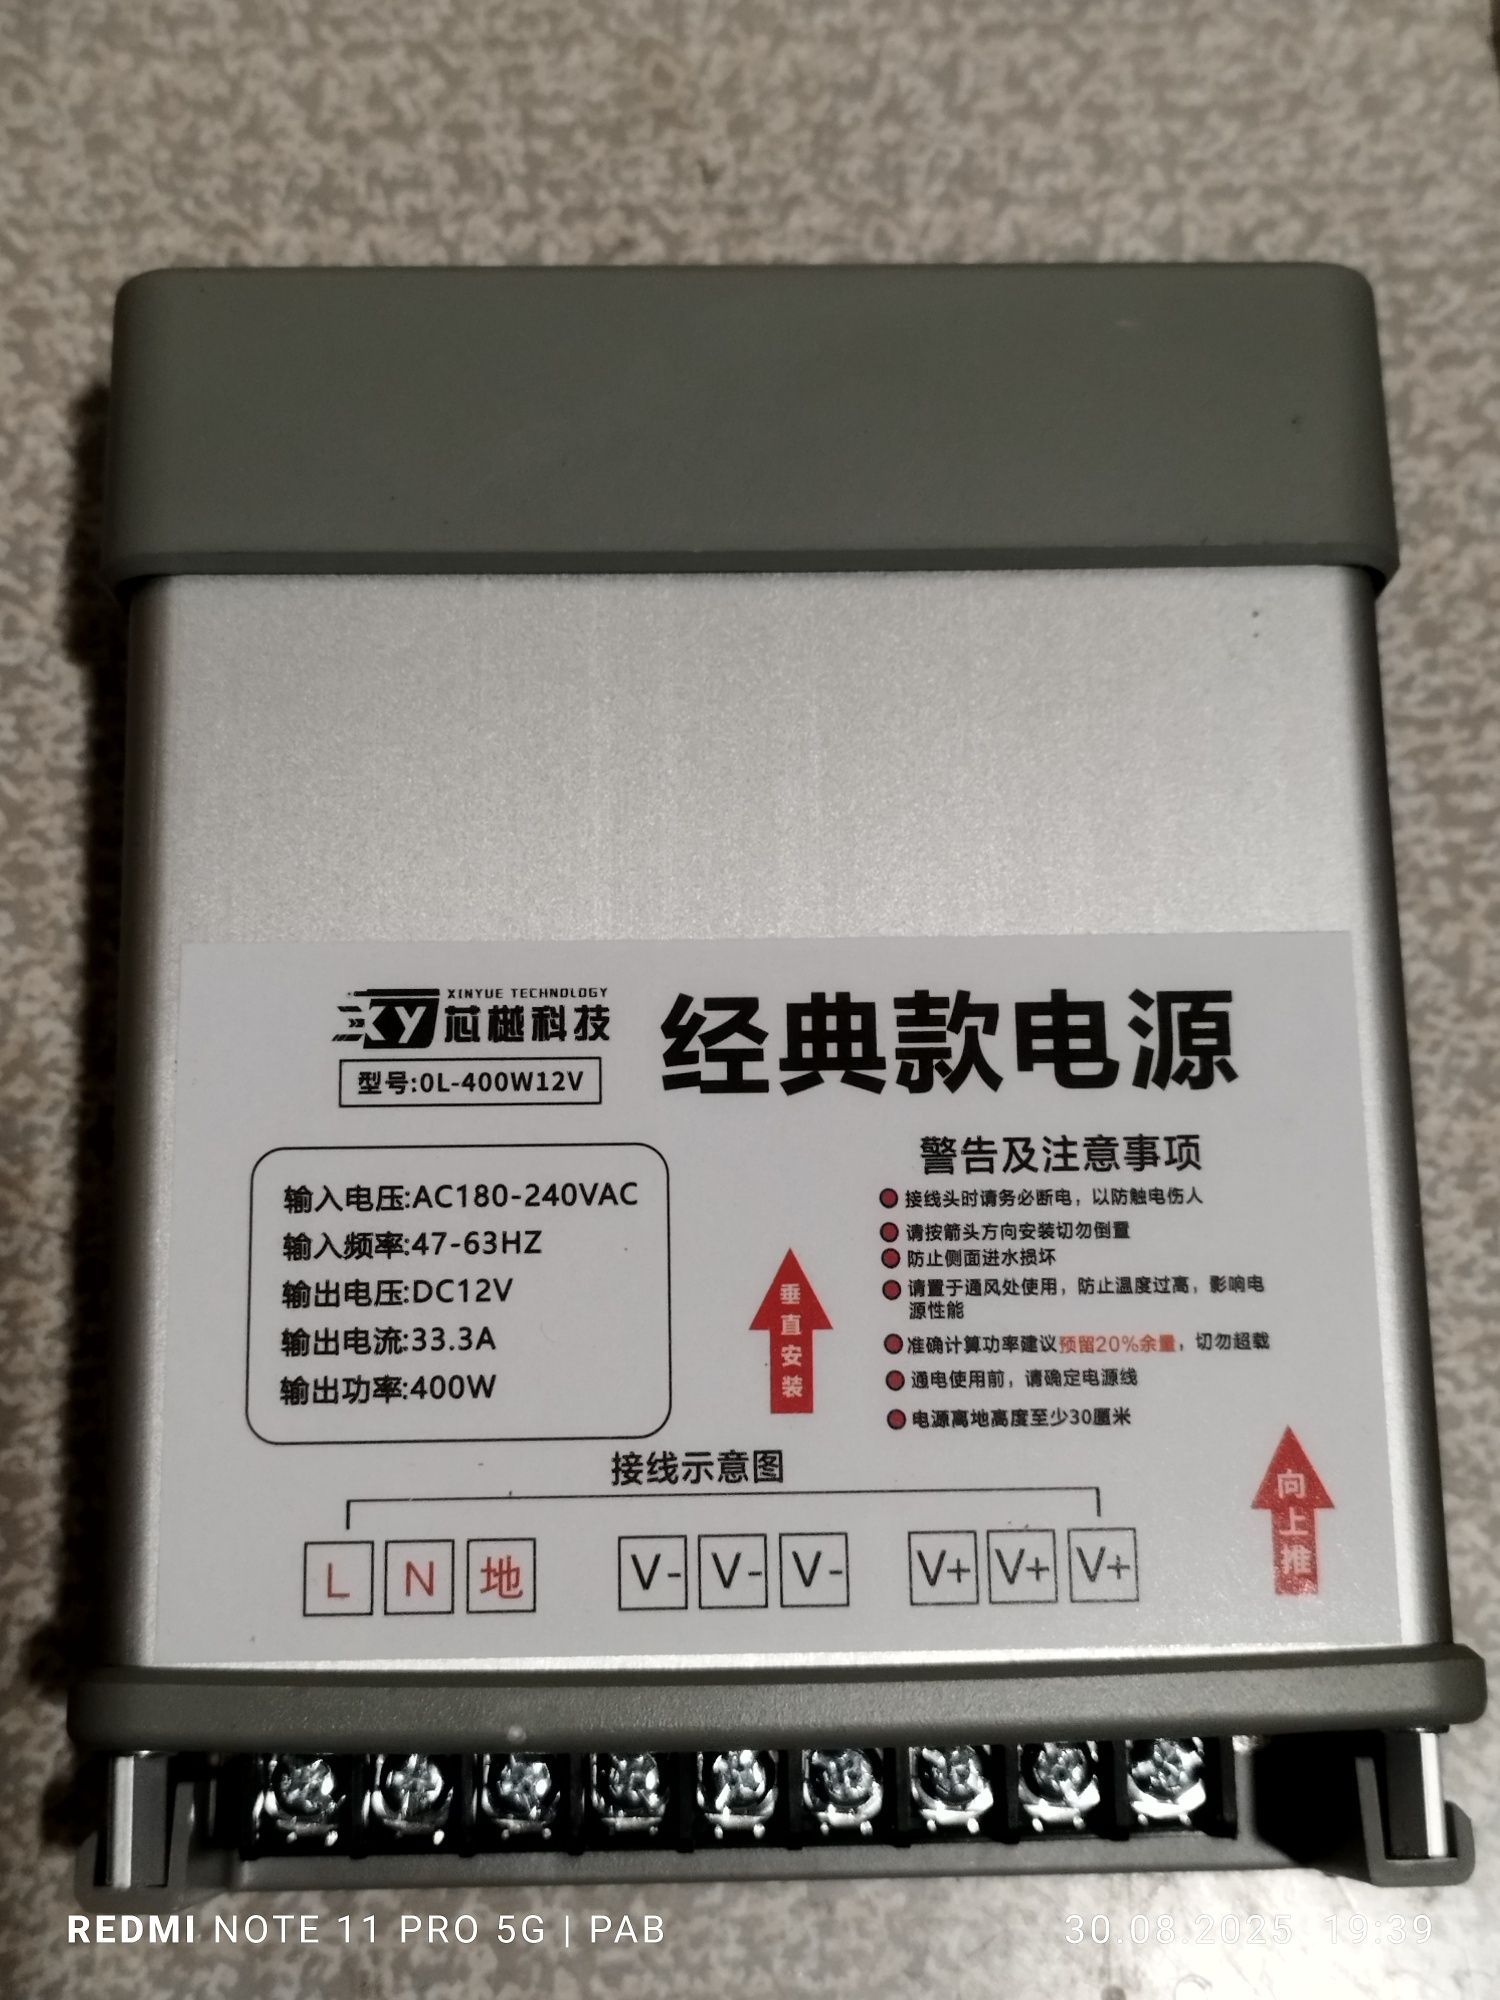 XINYUE TECHNOLOGY
xy 芯樾科技
型号:OL-400W12V
经典款电源
输入电压:AC180-240VAC
输入频率:47-63HZ
输出电压:DC12V
输出电流:33.3A
输出功率:400W
垂直安装
警告及注意事项
接线头时请务必断电，以防触电伤人
请按箭头方向安装切勿倒置
防止侧面进水损坏
请置于通风处使用，防止温度过高，影响电
源性能
准确计算功率建议预留20%余量，切勿超载
通电使用前，请确定电源线
电源离地高度至少30厘米
接线示意图
L N 地 V- V- V- V+ V+ V+
向上推
REDMI NOTE 11 PRO 5G | PAB
30.08.2025 19:39